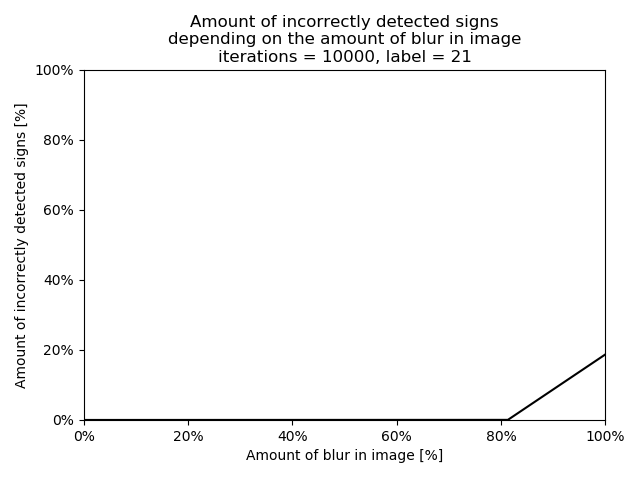 Amount of incorrectly detected signs
depending on the amount of blur in image
iterations = 10000, label = 21
Amount of incorrectly detected signs [%]
100%
80%
60%
40%
20%
0%
0% 20% 40% 60% 80% 100%
Amount of blur in image [%]